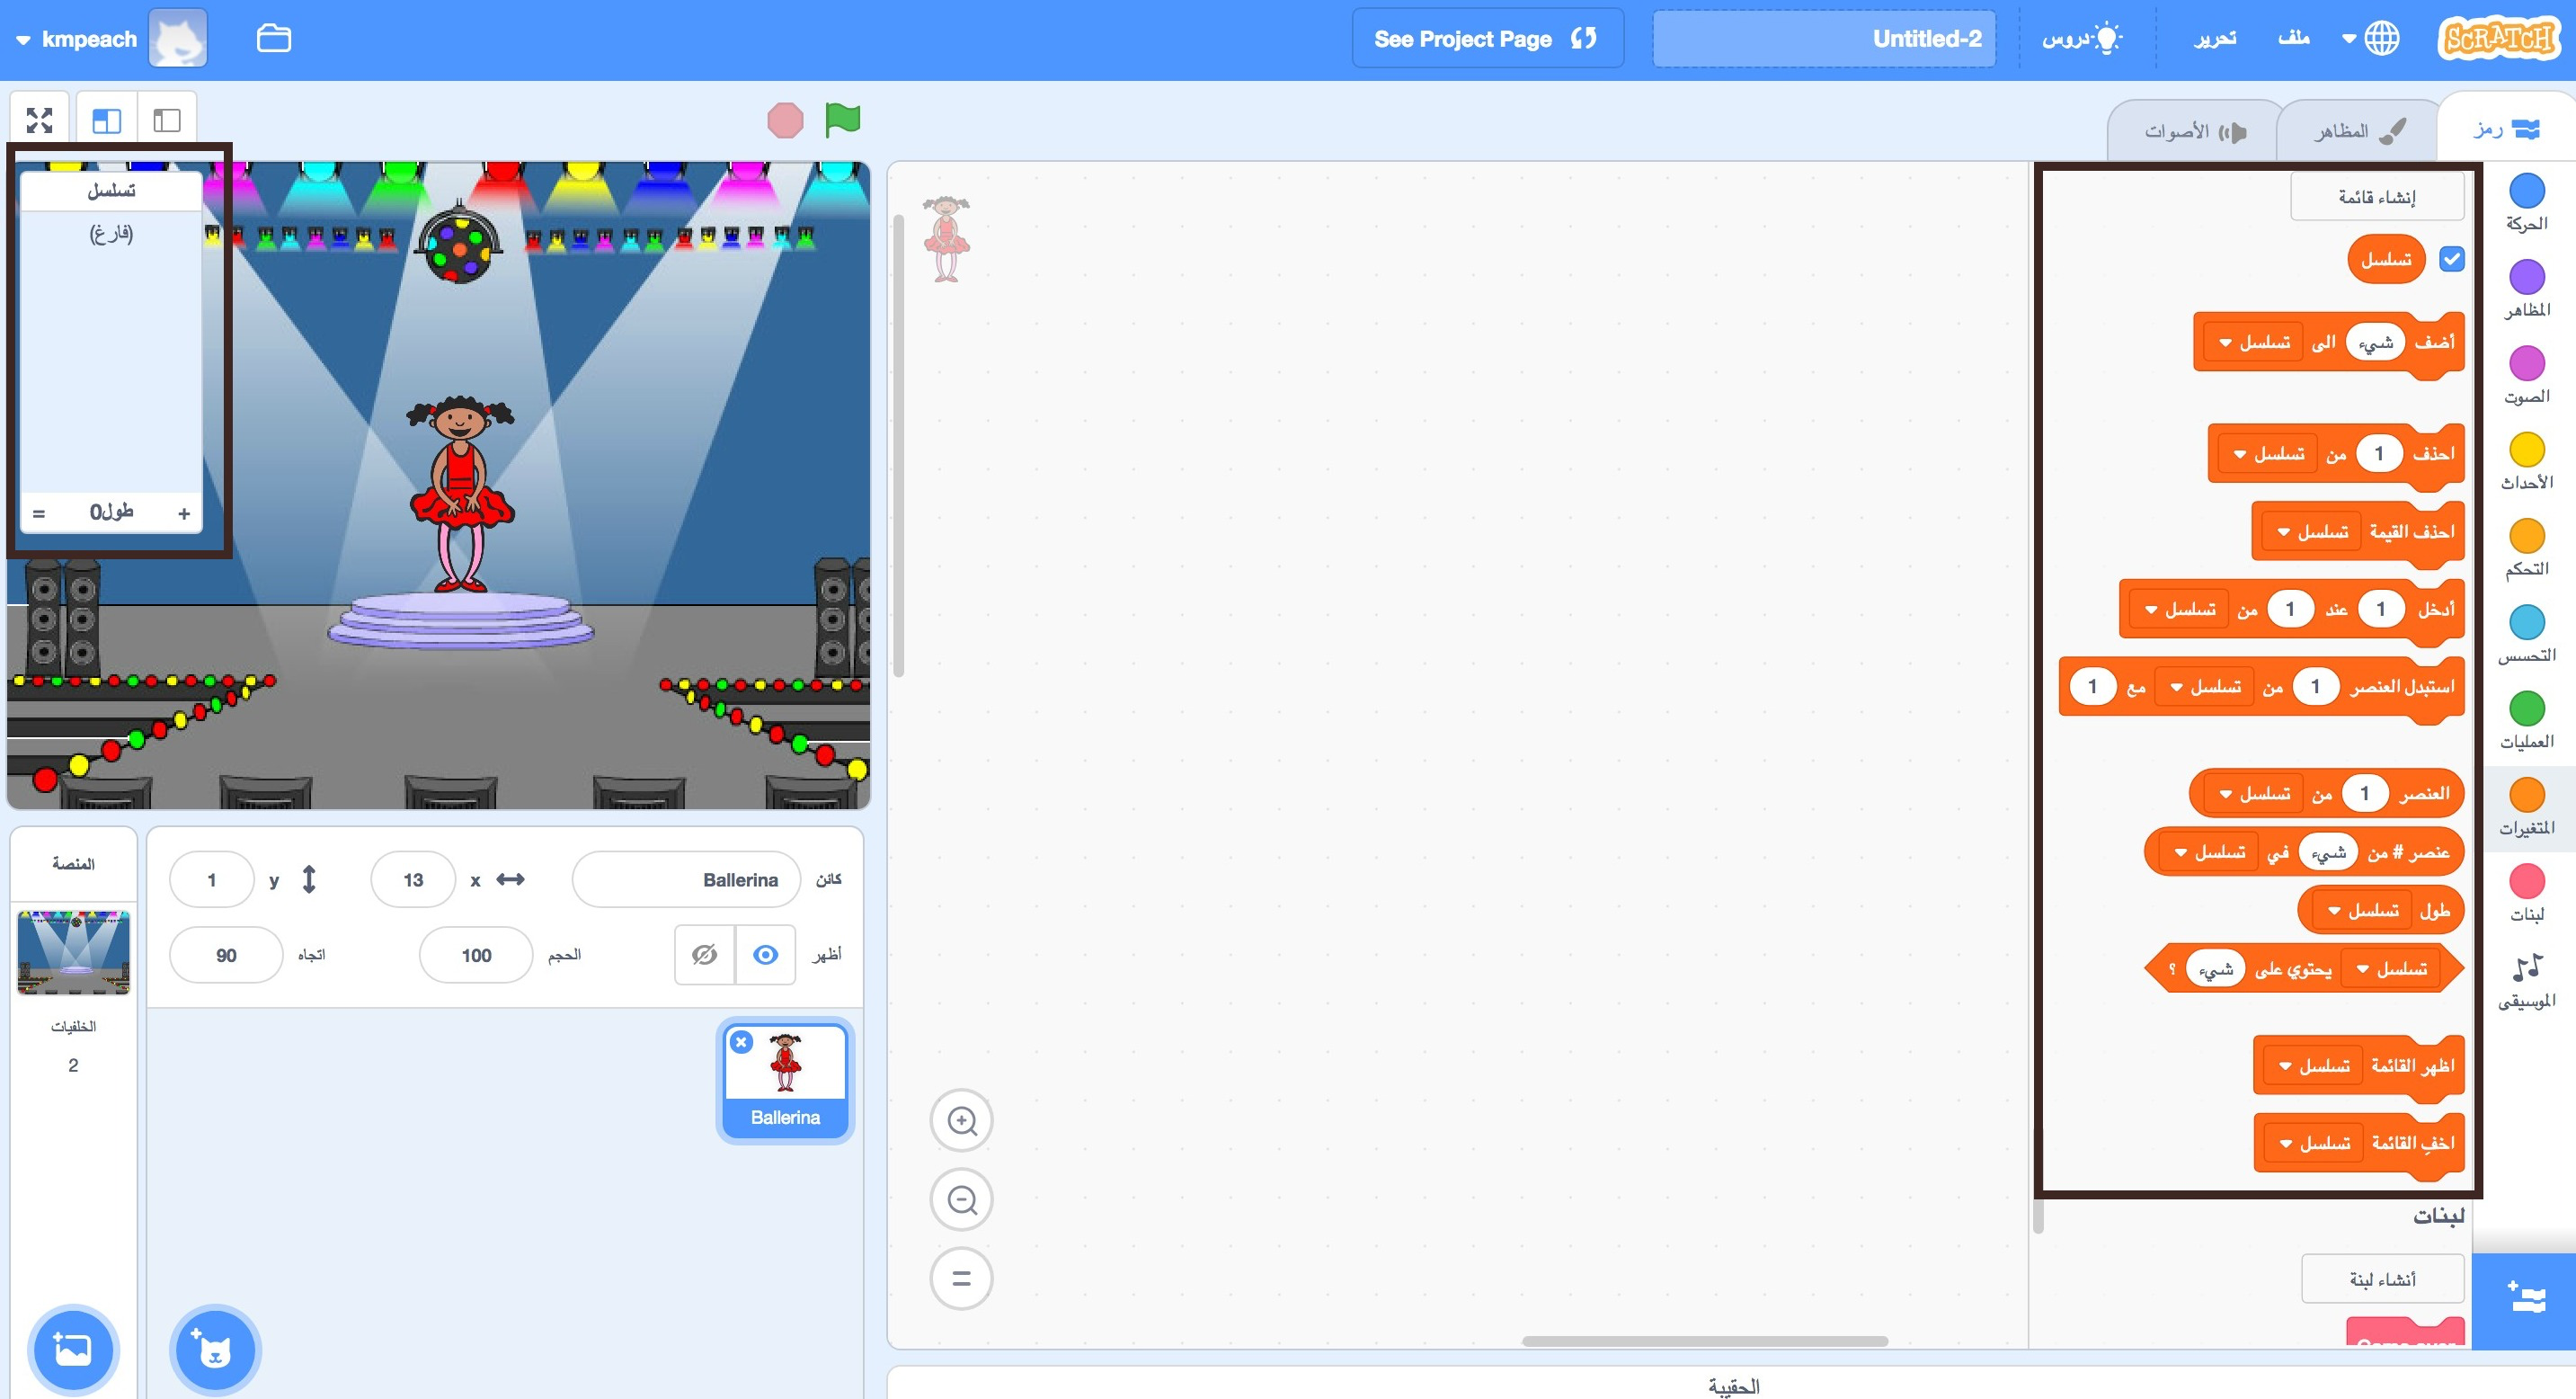 SCRATCH
ملف
تحرير
دروس
Untitled-2
See Project Page
kmpeach
رمز
المظاهر
الأصوات
الحركة
المظاهر
الصوت
الأحداث
التحكم
التحسس
العمليات
المتغيرات
لبنات
الموسيقى
إنشاء قائمة
تسلسل
أضف شيء الى تسلسل
احذف 1 من تسلسل
احذف القيمة تسلسل
أدخل 1 عند 1 من تسلسل
استبدل العنصر 1 من تسلسل مع 1
العنصر 1 من تسلسل
عنصر # من شيء في تسلسل
طول تسلسل
تسلسل يحتوي على شيء ؟
اظهر القائمة تسلسل
اخفِ القائمة تسلسل
لبنات
أنشاء لبنة
تسلسل
(فارغ)
+ طول0 =
كائن Ballerina x 13 y 1
أظهر الحجم 100 اتجاه 90
Ballerina
المنصة
الخلفيات
2
الحقيبة